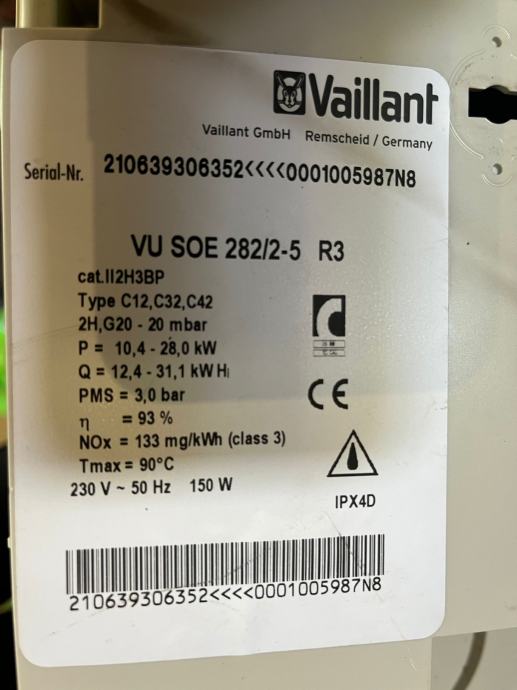 Vaillant
Vaillant GmbH Remscheid / Germany
Serial-Nr. 210639306352<<<<0001005987N8
VU SOE 282/2-5 R3
cat.II2H3BP
Type C12,C32,C42
2H,G20 - 20 mbar
P = 10,4 - 28,0 kW
Q = 12,4 - 31,1 kW Hi
PMS = 3,0 bar
η = 93 %
NOx = 133 mg/kWh (class 3)
Tmax = 90°C
230 V ~ 50 Hz 150 W
CE
IPX4D
210639306352<<<<0001005987N8